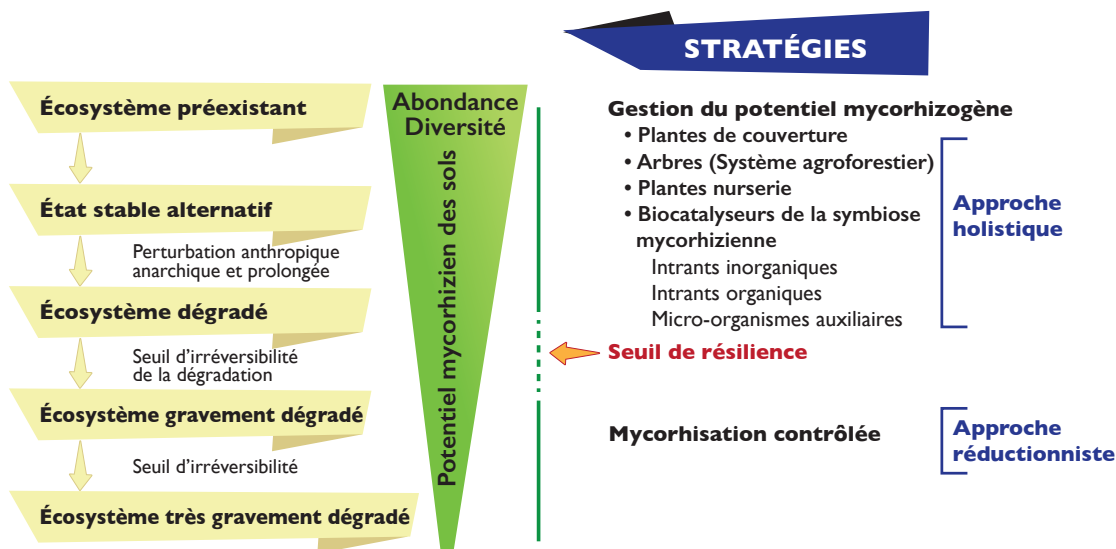 STRATÉGIES
Écosystème préexistant
État stable alternatif
Perturbation anthropique
anarchique et prolongée
Écosystème dégradé
Seuil d’irréversibilité
de la dégradation
Écosystème gravement dégradé
Seuil d’irréversibilité
Écosystème très gravement dégradé
Abondance
Diversité
Potentiel mycorhizien des sols
Gestion du potentiel mycorhizogène
• Plantes de couverture
• Arbres (Système agroforestier)
• Plantes nurserie
• Biocatalyseurs de la symbiose
mycorhizienne
Intrants inorganiques
Intrants organiques
Micro-organismes auxiliaires
Approche
holistique
Seuil de résilience
Mycorhisation contrôlée
Approche
réductionniste